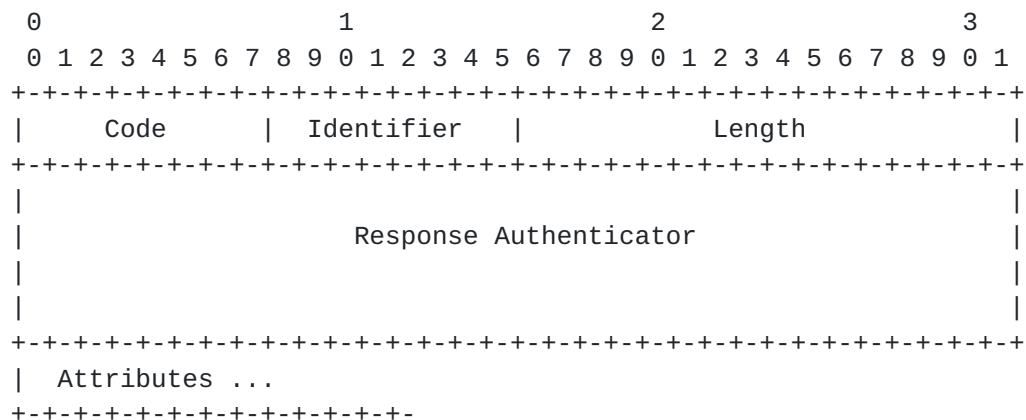 0                   1                   2                   3
 0 1 2 3 4 5 6 7 8 9 0 1 2 3 4 5 6 7 8 9 0 1 2 3 4 5 6 7 8 9 0 1
+-+-+-+-+-+-+-+-+-+-+-+-+-+-+-+-+-+-+-+-+-+-+-+-+-+-+-+-+-+-+-+-+
|     Code      |  Identifier   |            Length             |
+-+-+-+-+-+-+-+-+-+-+-+-+-+-+-+-+-+-+-+-+-+-+-+-+-+-+-+-+-+-+-+-+
|                                                               |
|                     Response Authenticator                    |
|                                                               |
|                                                               |
+-+-+-+-+-+-+-+-+-+-+-+-+-+-+-+-+-+-+-+-+-+-+-+-+-+-+-+-+-+-+-+-+
|  Attributes ...
+-+-+-+-+-+-+-+-+-+-+-+-+-